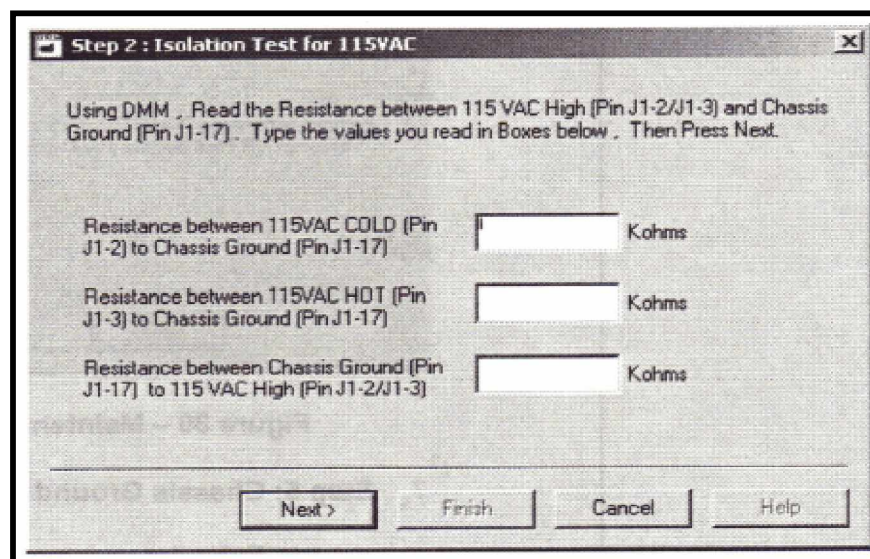 Step 2 : Isolation Test for 115VAC
Using DMM , Read the Resistance between 115 VAC High (Pin J1-2/J1-3) and Chassis
Ground (Pin J1-17) . Type the values you read in Boxes below , Then Press Next.
Resistance between 115VAC COLD (Pin
J1-2) to Chassis Ground (Pin J1-17)
Kohms
Resistance between 115VAC HOT (Pin
J1-3) to Chassis Ground (Pin J1-17)
Kohms
Resistance between Chassis Ground (Pin
J1-17) to 115 VAC High (Pin J1-2/J1-3)
Kohms
Next >
Finish
Cancel
Help